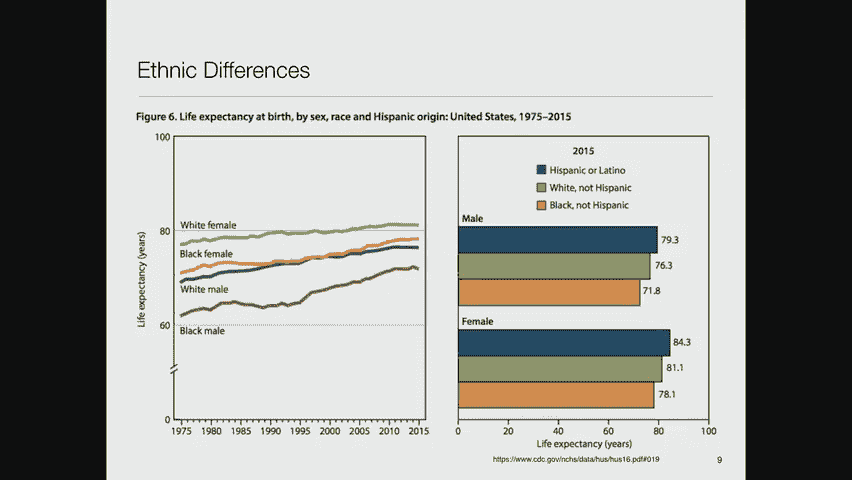 Ethnic Differences
Figure 6. Life expectancy at birth, by sex, race and Hispanic origin: United States, 1975–2015
100
80
60
0
Life expectancy (years)
White female
Black female
White male
Black male
1975 1980 1985 1990 1995 2000 2005 2010 2015
2015
Hispanic or Latino
White, not Hispanic
Black, not Hispanic
Male
79.3
76.3
71.8
Female
84.3
81.1
78.1
0 20 40 60 80 100
Life expectancy (years)
https://www.cdc.gov/nchs/data/hus/hus16.pdf#019
9